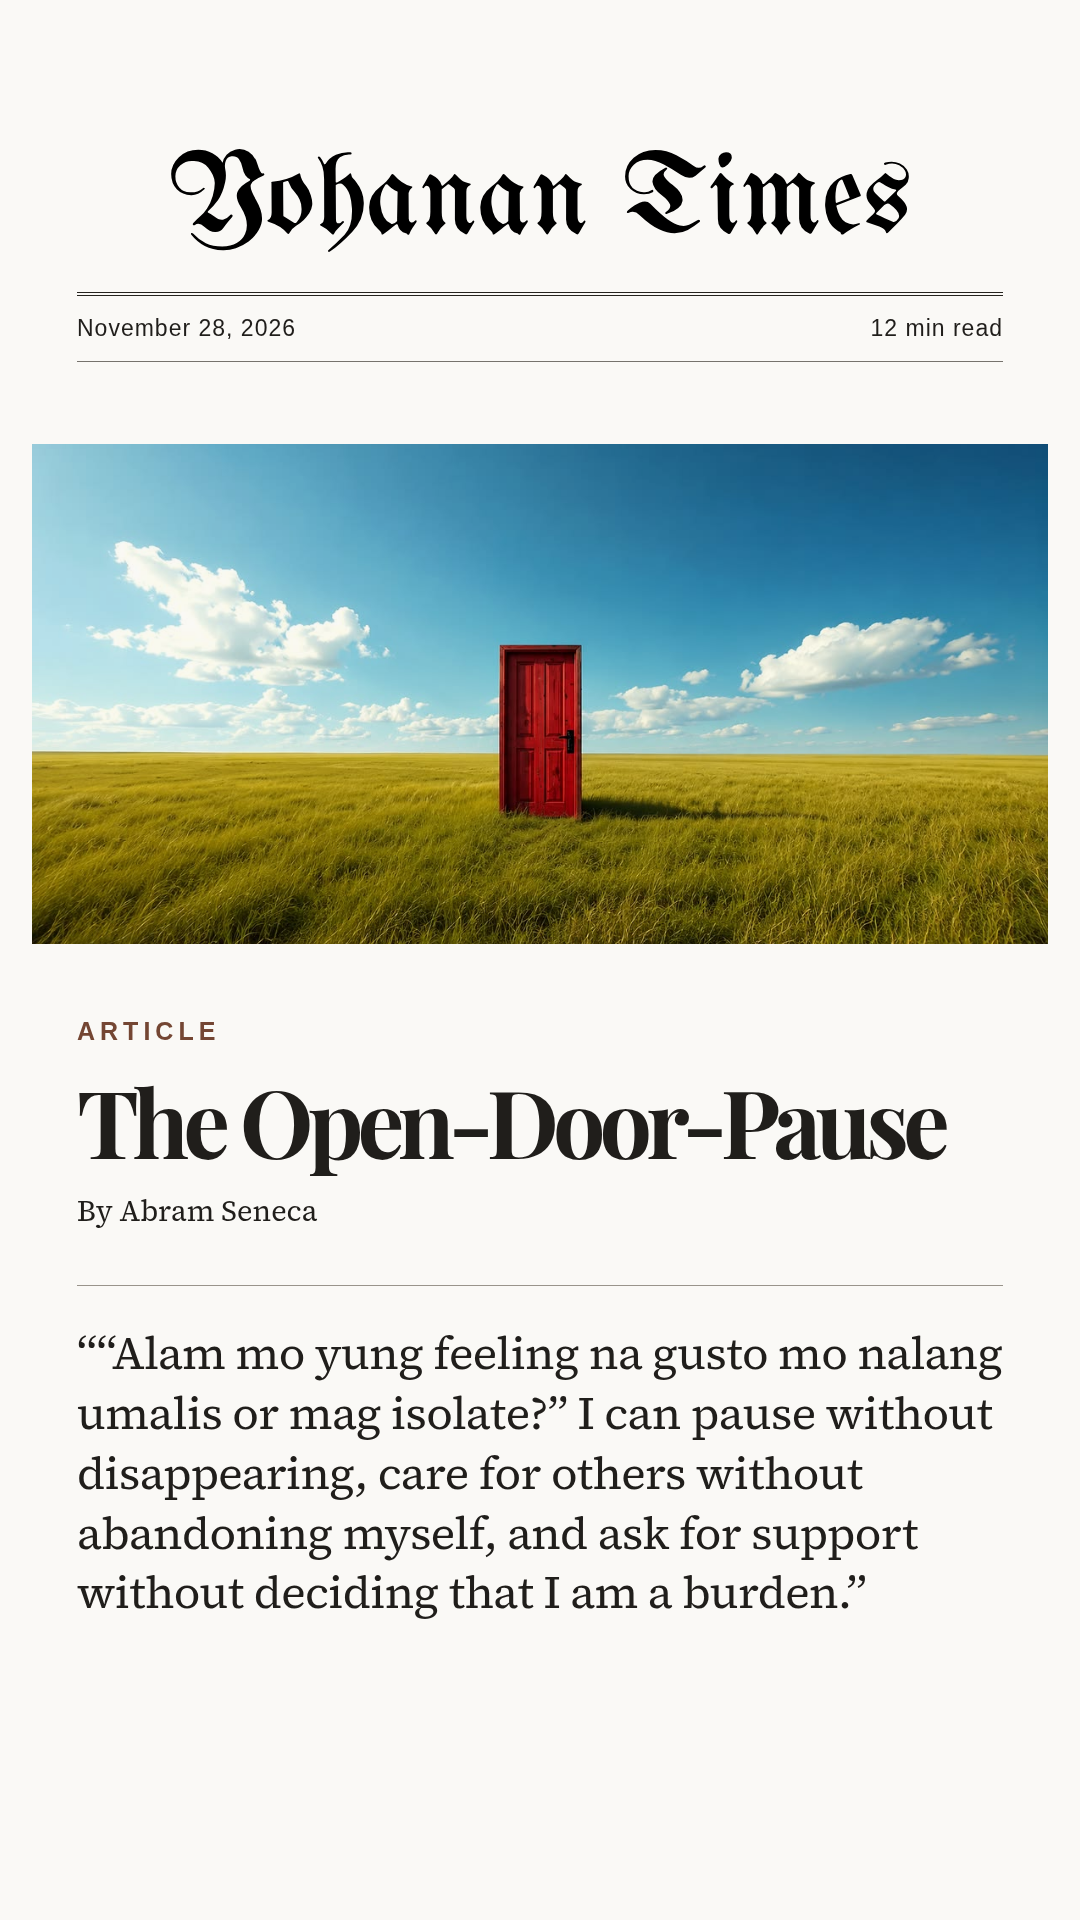 Yohanan Times
November 28, 2026
12 min read
ARTICLE
The Open-Door-Pause
By Abram Seneca
““Alam mo yung feeling na gusto mo nalang
umalis or mag isolate?” I can pause without
disappearing, care for others without
abandoning myself, and ask for support
without deciding that I am a burden.”